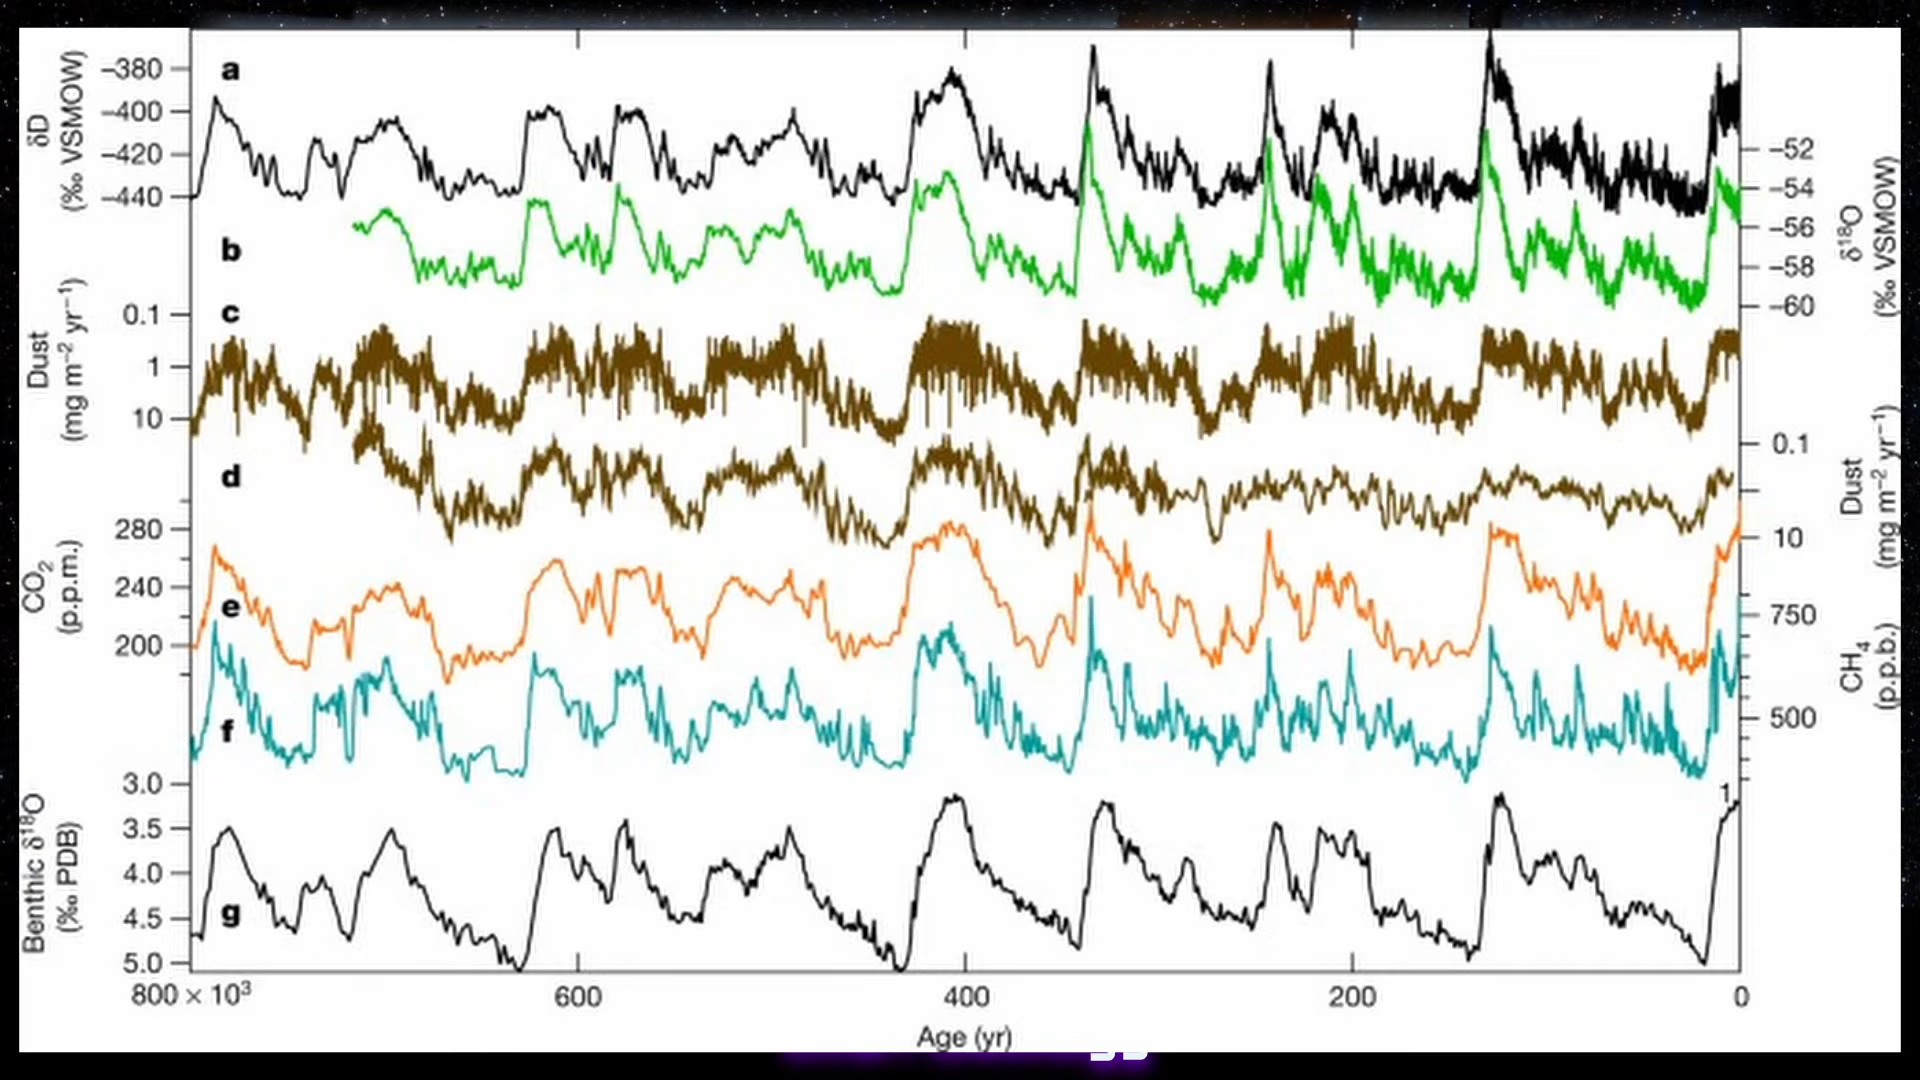 a
−380
−400
−420
−440
δD
(‰ VSMOW)
−52
−54
−56
−58
−60
δ¹⁸O
(‰ VSMOW)
b
c
0.1
1
10
Dust
(mg m⁻² yr⁻¹)
d
0.1
10
Dust
(mg m⁻² yr⁻¹)
280
240
200
CO₂
(p.p.m.)
e
750
500
CH₄
(p.p.b.)
f
3.0
3.5
4.0
4.5
5.0
Benthic δ¹⁸O
(‰ PDB)
g
1
800 × 10³
600
400
200
0
Age (yr)